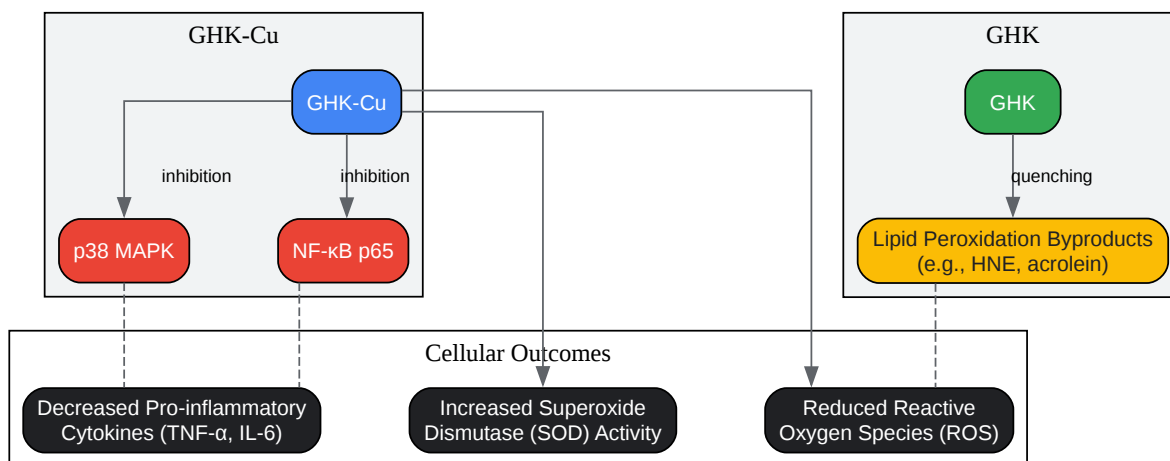 GHK-Cu
GHK
GHK-Cu
GHK
inhibition
inhibition
quenching
p38 MAPK
NF-κB p65
Lipid Peroxidation Byproducts
(e.g., HNE, acrolein)
Cellular Outcomes
Decreased Pro-inflammatory
Cytokines (TNF-α, IL-6)
Increased Superoxide
Dismutase (SOD) Activity
Reduced Reactive
Oxygen Species (ROS)